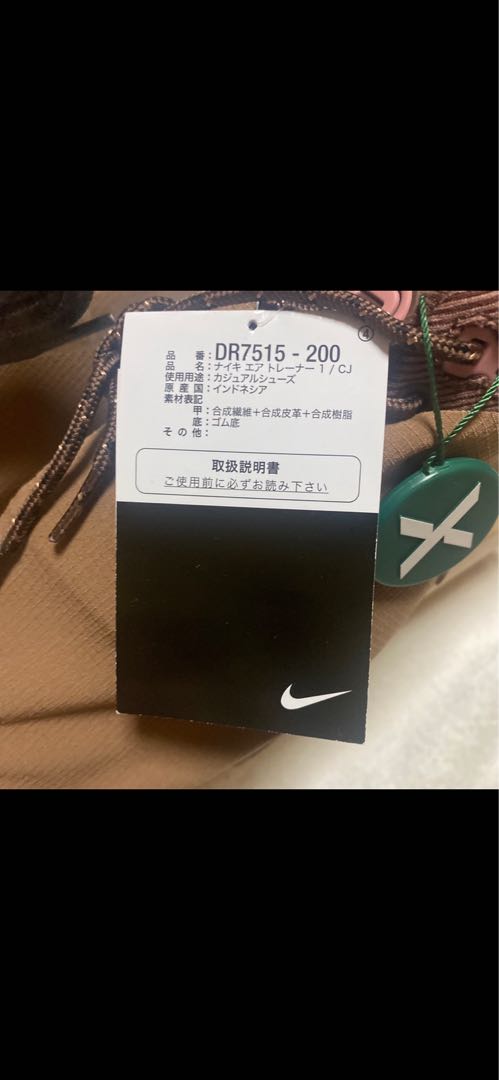 ④
品番:DR7515-200
品名:ナイキ エア トレーナー 1 / CJ
使用用途:カジュアルシューズ
原産国:インドネシア
素材表記
甲:合成繊維+合成皮革+合成樹脂
底:ゴム底
その他:
取扱説明書
ご使用前に必ずお読み下さい